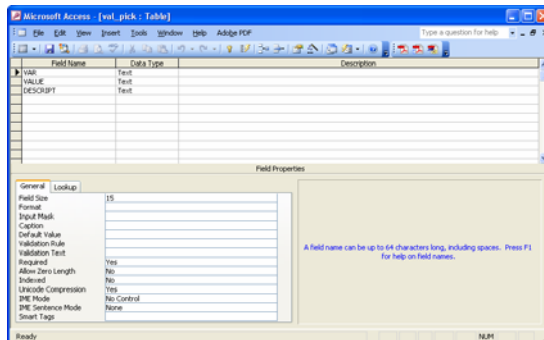 Microsoft Access - [val_pick : Table]
File Edit View Insert Tools Window Help Adobe PDF Type a question for help
Field Name Data Type Description
VAR Text
VALUE Text
DESCRIPT Text
Field Properties
General Lookup
Field Size 15
Format
Input Mask
Caption
Default Value
Validation Rule
Validation Text
Required Yes
Allow Zero Length No
Indexed No
Unicode Compression Yes
IME Mode No Control
IME Sentence Mode None
Smart Tags
A field name can be up to 64 characters long, including spaces. Press F1
for help on field names.
Ready NUM